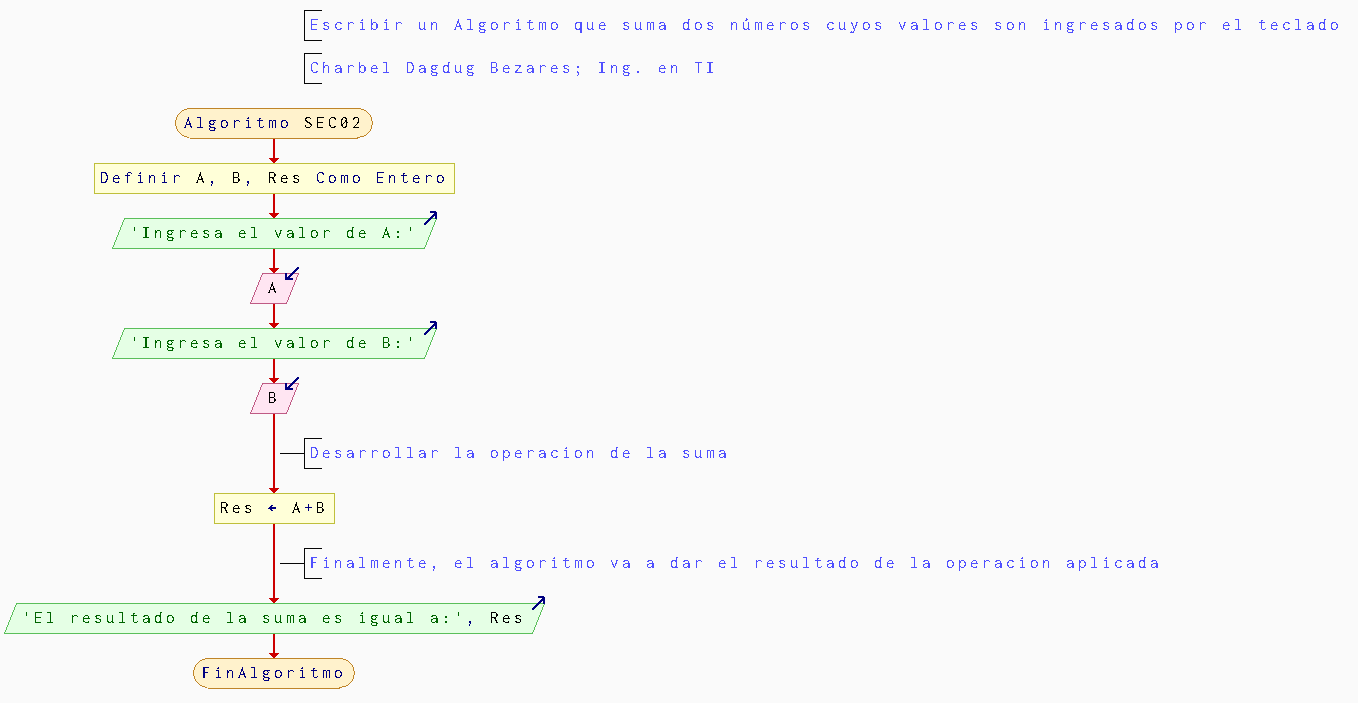 Escribir un Algoritmo que suma dos números cuyos valores son ingresados por el teclado
Charbel Dagdug Bezares; Ing. en TI
Algoritmo SEC02
Definir A, B, Res Como Entero
'Ingresa el valor de A:'
A
'Ingresa el valor de B:'
B
Desarrollar la operacion de la suma
Res ← A+B
Finalmente, el algoritmo va a dar el resultado de la operacion aplicada
'El resultado de la suma es igual a:', Res
FinAlgoritmo